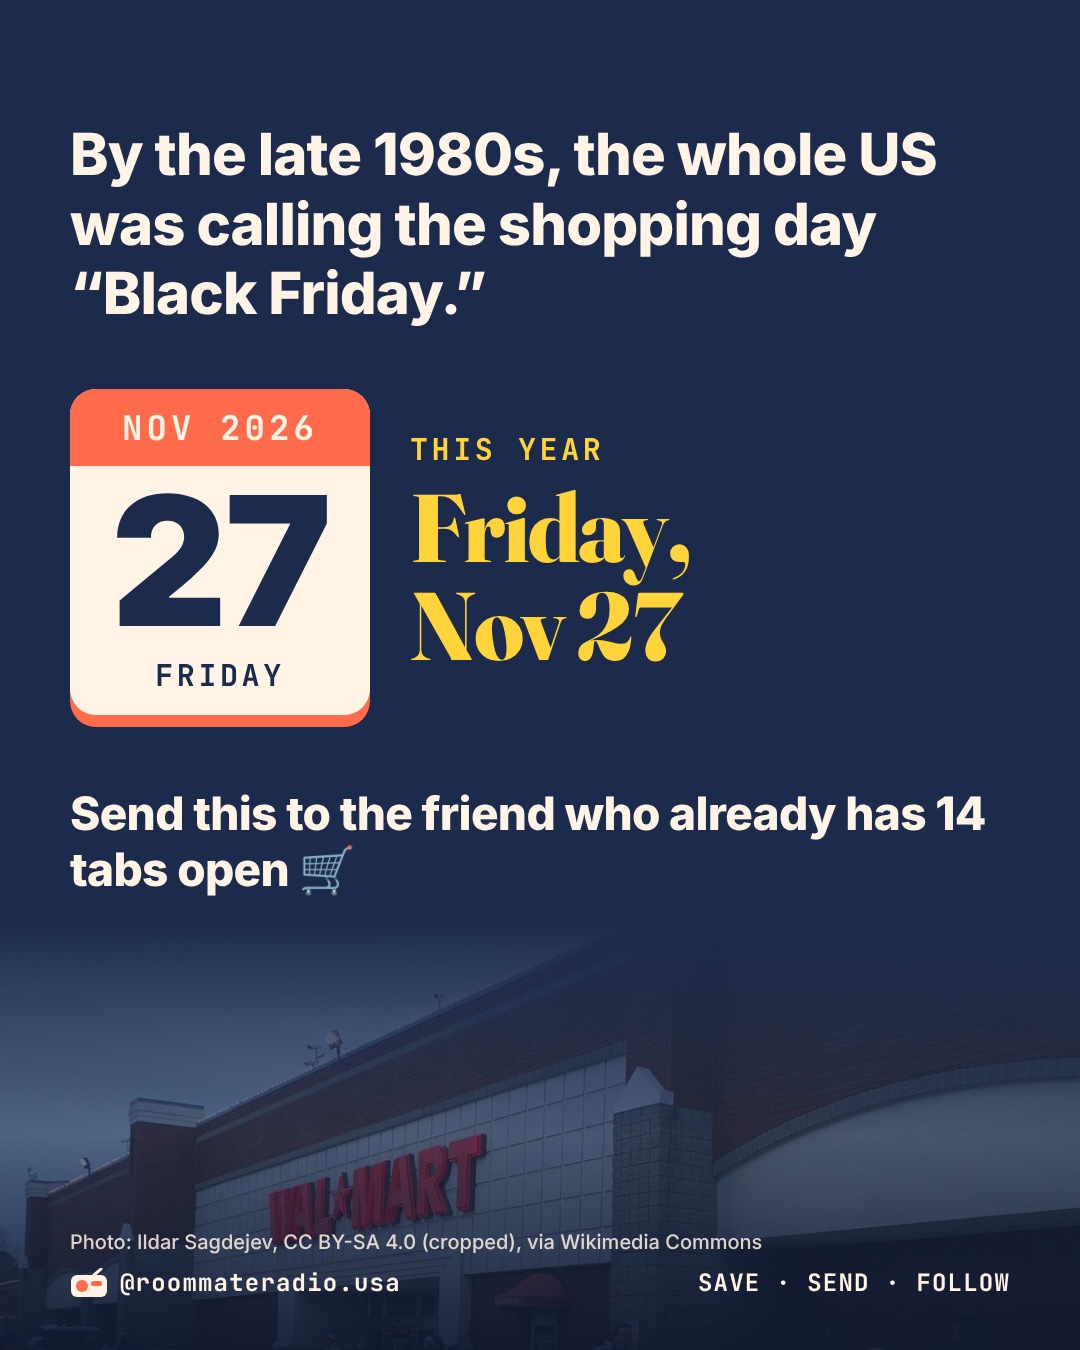 By the late 1980s, the whole US
was calling the shopping day
“Black Friday.”
NOV 2026
27
FRIDAY
THIS YEAR
Friday,
Nov 27
Send this to the friend who already has 14
tabs open 🛒
WAL★MART
Photo: Ildar Sagdejev, CC BY-SA 4.0 (cropped), via Wikimedia Commons
@roommateradio.usa
SAVE · SEND · FOLLOW